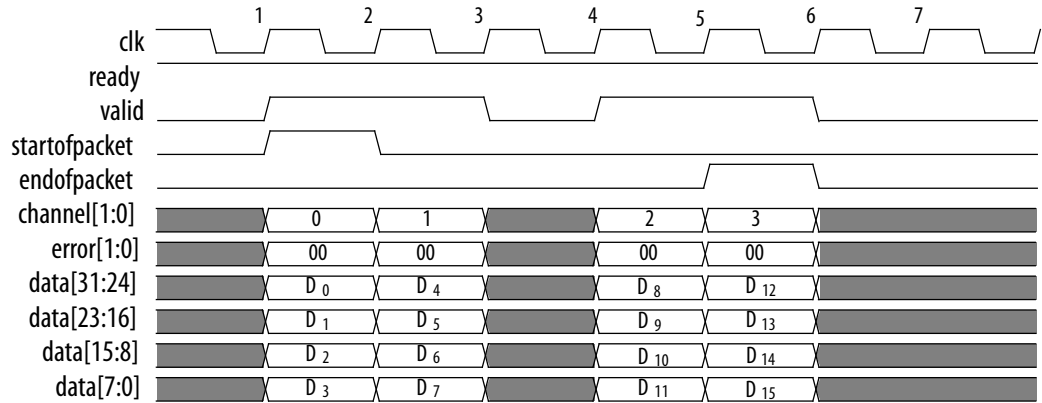 1 2 3 4 5 6 7
clk
ready
valid
startofpacket
endofpacket
channel[1:0] 0 1 2 3
error[1:0] 00 00 00 00
data[31:24] D 0 D 4 D 8 D 12
data[23:16] D 1 D 5 D 9 D 13
data[15:8] D 2 D 6 D 10 D 14
data[7:0] D 3 D 7 D 11 D 15